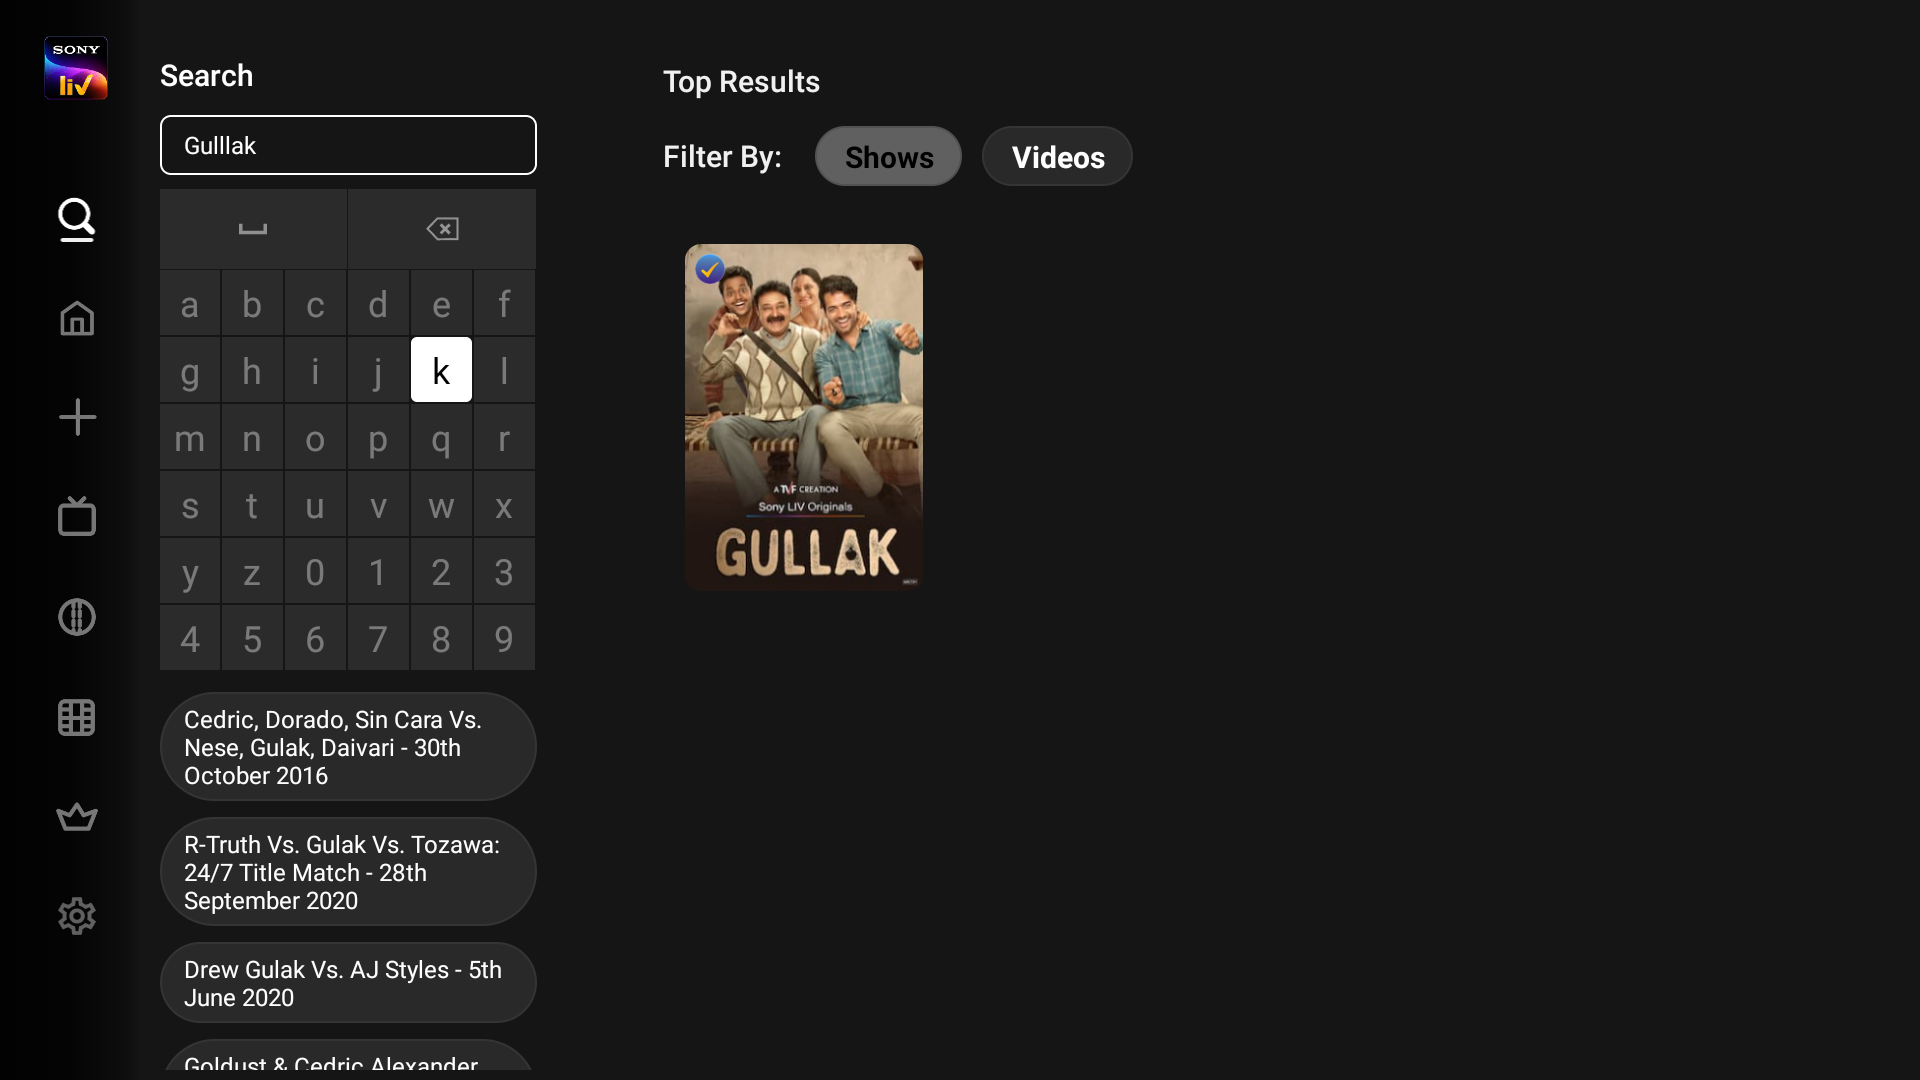 SONY
liv
Search
Gulllak
a b c d e f
g h i j k l
m n o p q r
s t u v w x
y z 0 1 2 3
4 5 6 7 8 9
Cedric, Dorado, Sin Cara Vs.
Nese, Gulak, Daivari - 30th
October 2016
R-Truth Vs. Gulak Vs. Tozawa:
24/7 Title Match - 28th
September 2020
Drew Gulak Vs. AJ Styles - 5th
June 2020
Goldust & Cedric Alexander
Top Results
Filter By: Shows Videos
A TVF CREATION
Sony LIV Originals
GULLAK